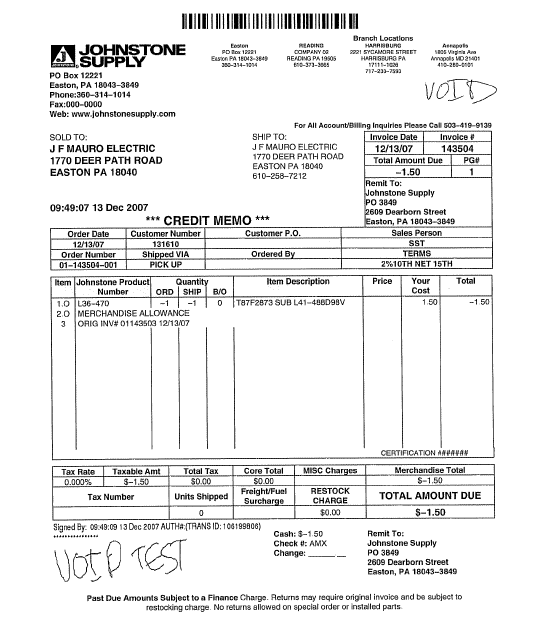 Branch Locations
Easton
PO Box 12221
Easton PA 18043-3849
360-314-1014
READING
COMPANY 02
READING PA 19605
610-373-3865
HARRISBURG
2221 SYCAMORE STREET
HARRISBURG PA
17111-1026
717-233-7593
Annapolis
1806 Virginia Ave
Annapolis MD 21401
410-280-0101
JOHNSTONE
SUPPLY
PO Box 12221
Easton, PA 18043-3849
Phone:360-314-1014
Fax:000-0000
Web: www.johnstonesupply.com
VOID
For All Account/Billing Inquiries Please Call 503-419-9139
SOLD TO:
J F MAURO ELECTRIC
1770 DEER PATH ROAD
EASTON PA 18040
SHIP TO:
J F MAURO ELECTRIC
1770 DEER PATH ROAD
EASTON PA 18040
610-258-7212
Invoice Date Invoice #
12/13/07 143504
Total Amount Due PG#
-1.50 1
Remit To:
Johnstone Supply
PO 3849
2609 Dearborn Street
Easton, PA 18043-3849
09:49:07 13 Dec 2007
*** CREDIT MEMO ***
Order Date Customer Number Customer P.O. Sales Person
12/13/07 131610 SST
Order Number Shipped VIA Ordered By TERMS
01-143504-001 PICK UP 2%10TH NET 15TH
Item Johnstone Product Number Quantity ORD SHIP B/O Item Description Price Your Cost Total
1.O L36-470 -1 -1 0 T87F2873 SUB L41-488D98V 1.50 -1.50
2.O MERCHANDISE ALLOWANCE
3 ORIG INV# 01143503 12/13/07
CERTIFICATION #######
Tax Rate Taxable Amt Total Tax Core Total MISC Charges Merchandise Total
0.000% $-1.50 $0.00 $0.00 $-1.50
Tax Number Units Shipped Freight/Fuel Surcharge RESTOCK CHARGE TOTAL AMOUNT DUE
0 $0.00 $-1.50
Signed By: 09:49:09 13 Dec 2007 AUTH#:(TRANS ID: 106199806)
****************
VOID TEST
Cash: $-1.50
Check #: AMX
Change: ______ __
Remit To:
Johnstone Supply
PO 3849
2609 Dearborn Street
Easton, PA 18043-3849
Past Due Amounts Subject to a Finance Charge. Returns may require original invoice and be subject to
restocking charge. No returns allowed on special order or installed parts.